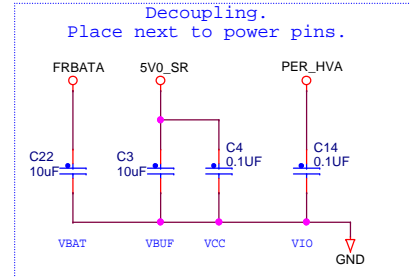 Decoupling.
Place next to power pins.
FRBATA 5V0_SR PER_HVA
C22 10uF C3 10uF C4 0.1UF C14 0.1UF
VBAT VBUF VCC VIO
GND